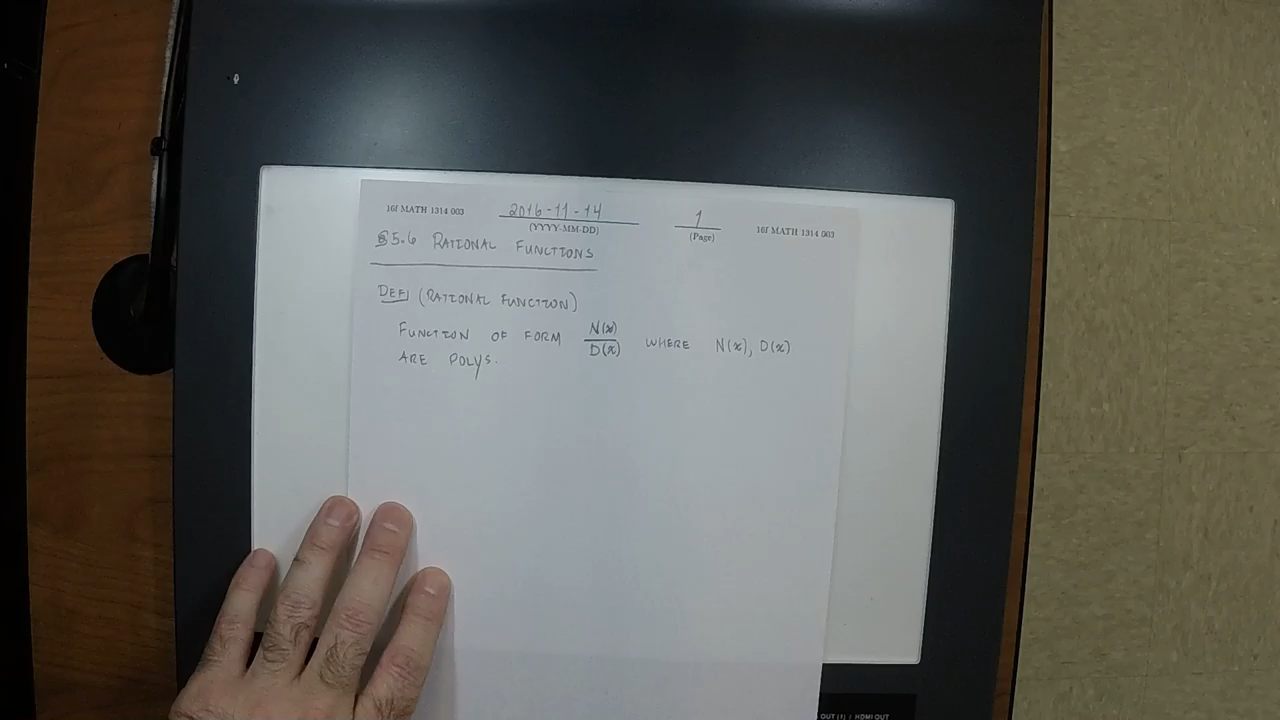 16f MATH 1314 003 2016-11-14 1 16f MATH 1314 003
(YYYY-MM-DD) (Page)
§5.6 RATIONAL FUNCTIONS
DEF| (RATIONAL FUNCTION)
FUNCTION OF FORM N(x)/D(x) WHERE N(x), D(x)
ARE POLYS.
OUT (1) / HDMI OUT